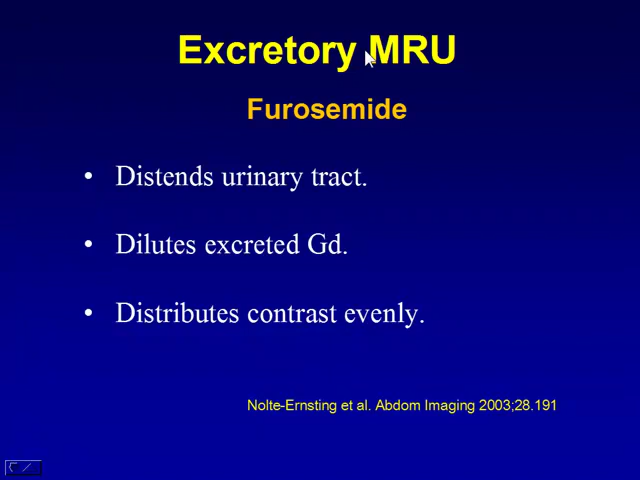 Excretory MRU
Furosemide
• Distends urinary tract.
• Dilutes excreted Gd.
• Distributes contrast evenly.
Nolte-Ernsting et al. Abdom Imaging 2003;28.191